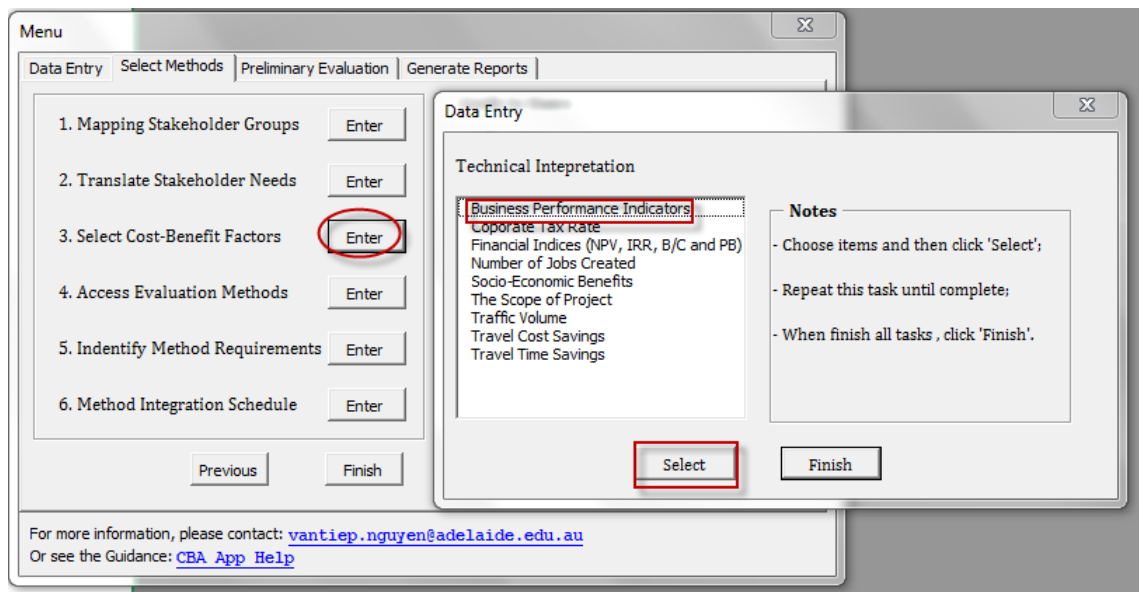 Menu
Data Entry Select Methods Preliminary Evaluation Generate Reports
1. Mapping Stakeholder Groups Enter
2. Translate Stakeholder Needs Enter
3. Select Cost-Benefit Factors Enter
4. Access Evaluation Methods Enter
5. Indentify Method Requirements Enter
6. Method Integration Schedule Enter
Previous Finish
For more information, please contact: vantiep.nguyen@adelaide.edu.au
Or see the Guidance: CBA App Help
Data Entry
Technical Intepretation
Business Performance Indicators
Coporate Tax Rate
Financial Indices (NPV, IRR, B/C and PB)
Number of Jobs Created
Socio-Economic Benefits
The Scope of Project
Traffic Volume
Travel Cost Savings
Travel Time Savings
Notes
- Choose items and then click 'Select';
- Repeat this task until complete;
- When finish all tasks , click 'Finish'.
Select Finish